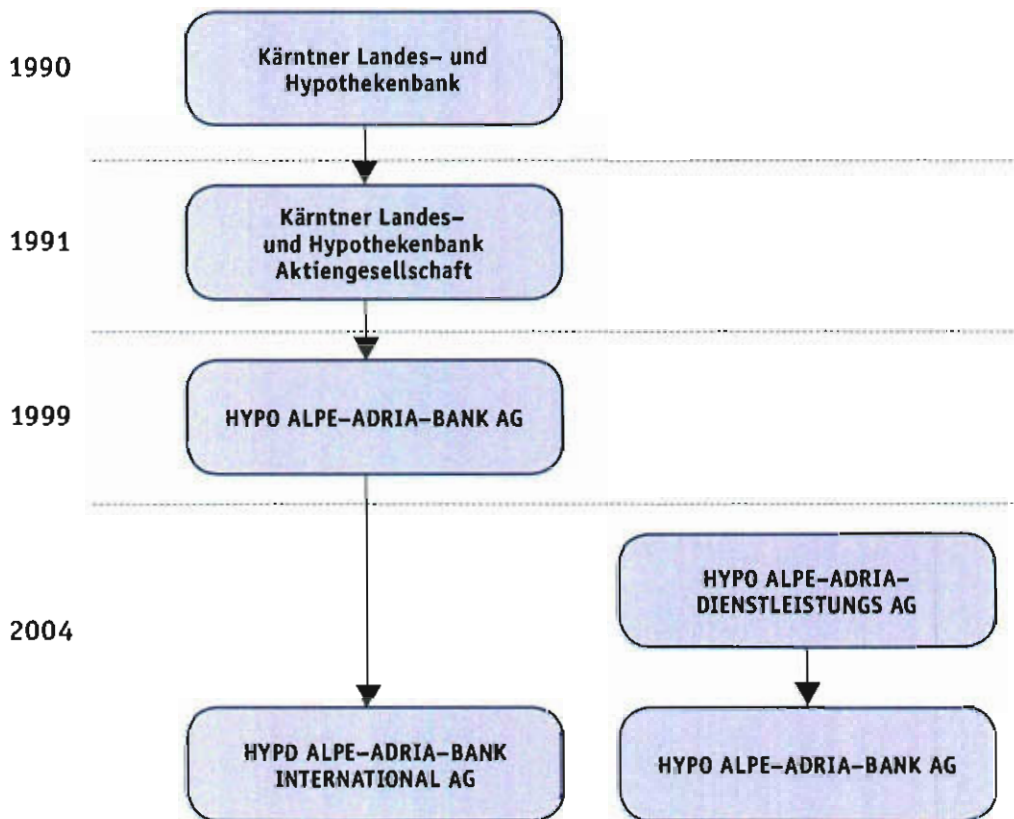 1990
Kärntner Landes– und
Hypothekenbank
1991
Kärntner Landes–
und Hypothekenbank
Aktiengesellschaft
1999
HYPO ALPE–ADRIA–BANK AG
2004
HYPO ALPE–ADRIA–
DIENSTLEISTUNGS AG
HYPD ALPE–ADRIA–BANK
INTERNATIONAL AG
HYPO ALPE–ADRIA–BANK AG